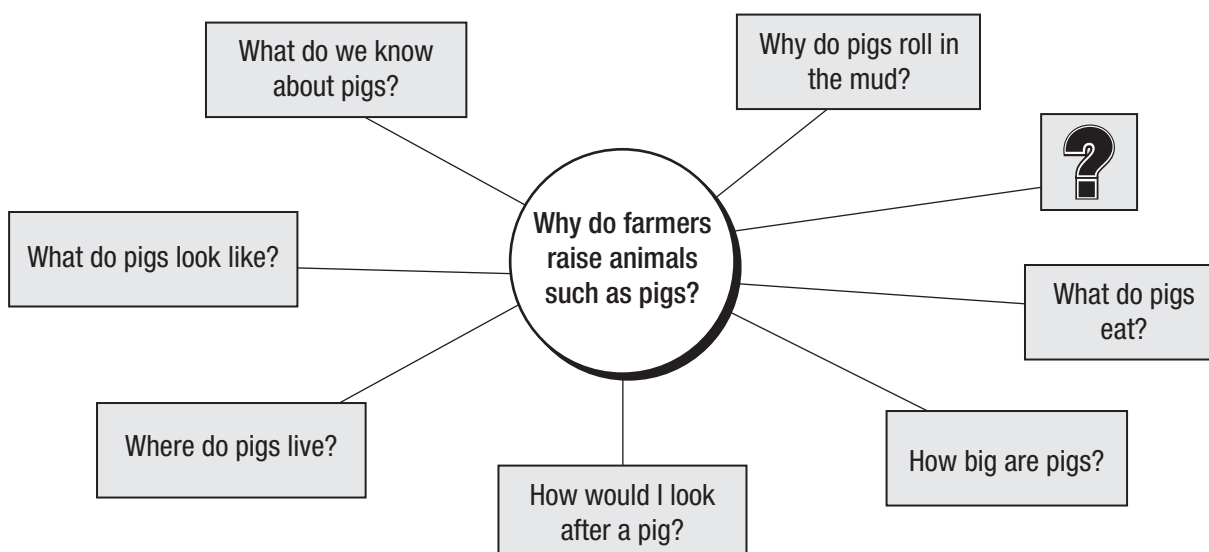 What do we know
about pigs?
Why do pigs roll in
the mud?
?
What do pigs look like?
Why do farmers
raise animals
such as pigs?
What do pigs
eat?
Where do pigs live?
How big are pigs?
How would I look
after a pig?